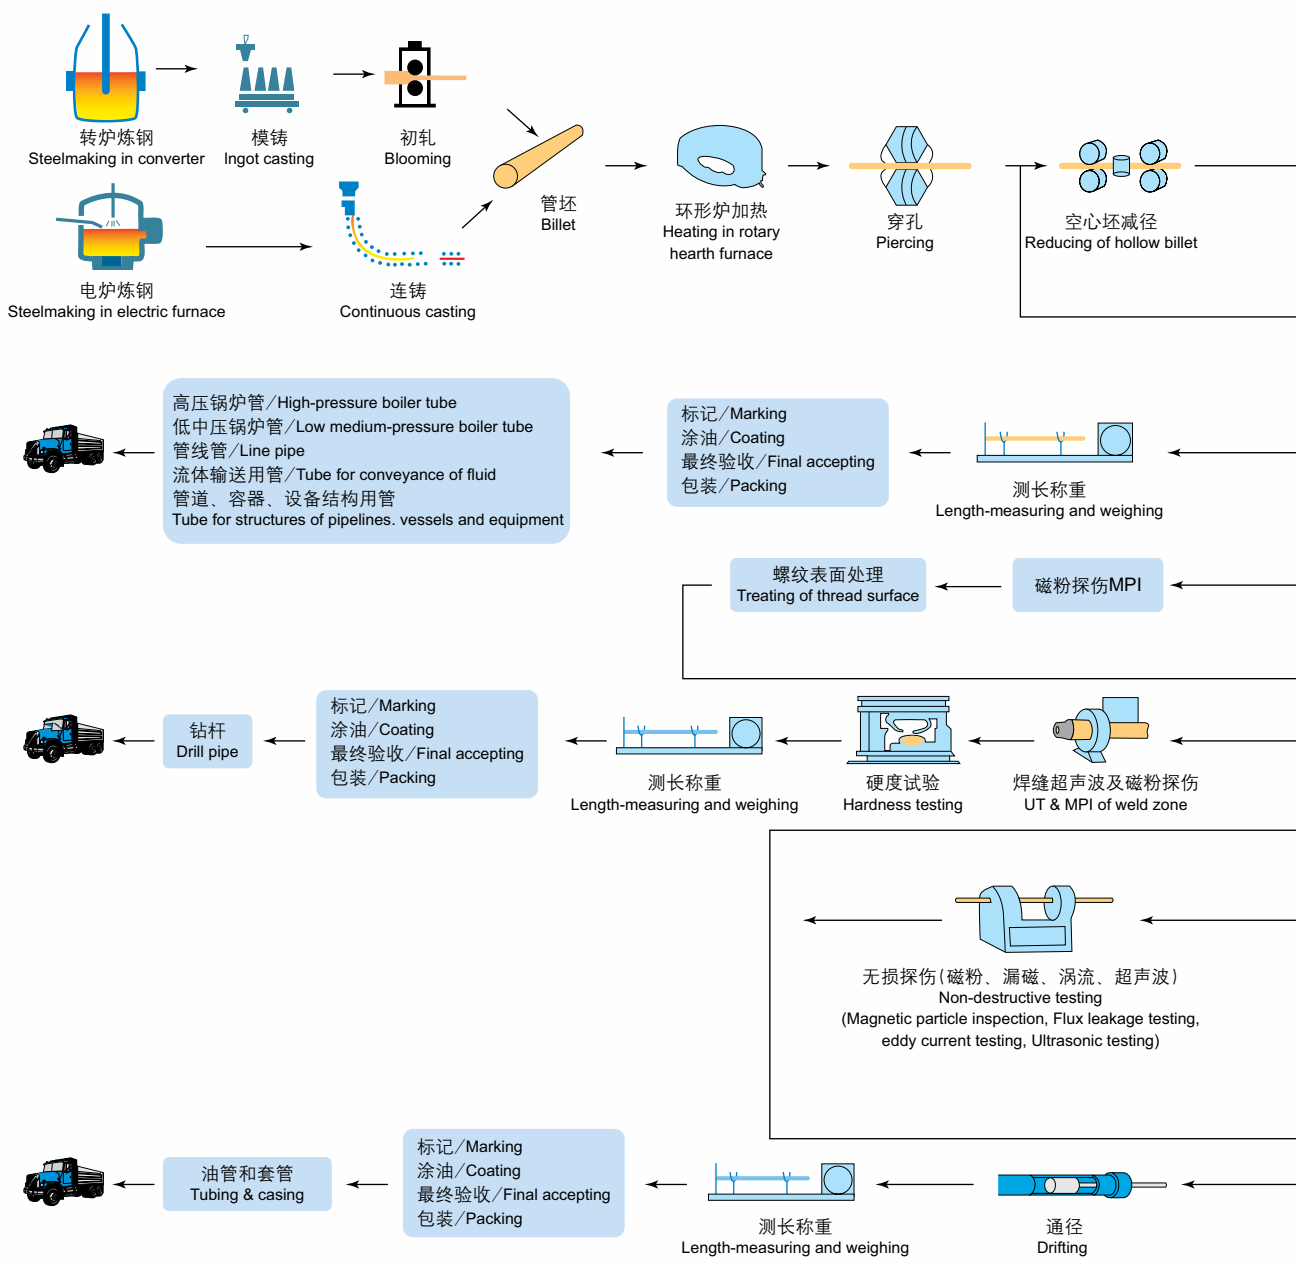 转炉炼钢
Steelmaking in converter
模铸
Ingot casting
初轧
Blooming
管坯
Billet
环形炉加热
Heating in rotary
hearth furnace
穿孔
Piercing
空心坯减径
Reducing of hollow billet
电炉炼钢
Steelmaking in electric furnace
连铸
Continuous casting
高压锅炉管/High-pressure boiler tube
低中压锅炉管/Low medium-pressure boiler tube
管线管/Line pipe
流体输送用管/Tube for conveyance of fluid
管道、容器、设备结构用管
Tube for structures of pipelines. vessels and equipment
标记/Marking
涂油/Coating
最终验收/Final accepting
包装/Packing
测长称重
Length-measuring and weighing
螺纹表面处理
Treating of thread surface
磁粉探伤MPI
钻杆
Drill pipe
标记/Marking
涂油/Coating
最终验收/Final accepting
包装/Packing
测长称重
Length-measuring and weighing
硬度试验
Hardness testing
焊缝超声波及磁粉探伤
UT & MPI of weld zone
无损探伤(磁粉、漏磁、涡流、超声波)
Non-destructive testing
(Magnetic particle inspection, Flux leakage testing,
eddy current testing, Ultrasonic testing)
油管和套管
Tubing & casing
标记/Marking
涂油/Coating
最终验收/Final accepting
包装/Packing
测长称重
Length-measuring and weighing
通径
Drifting